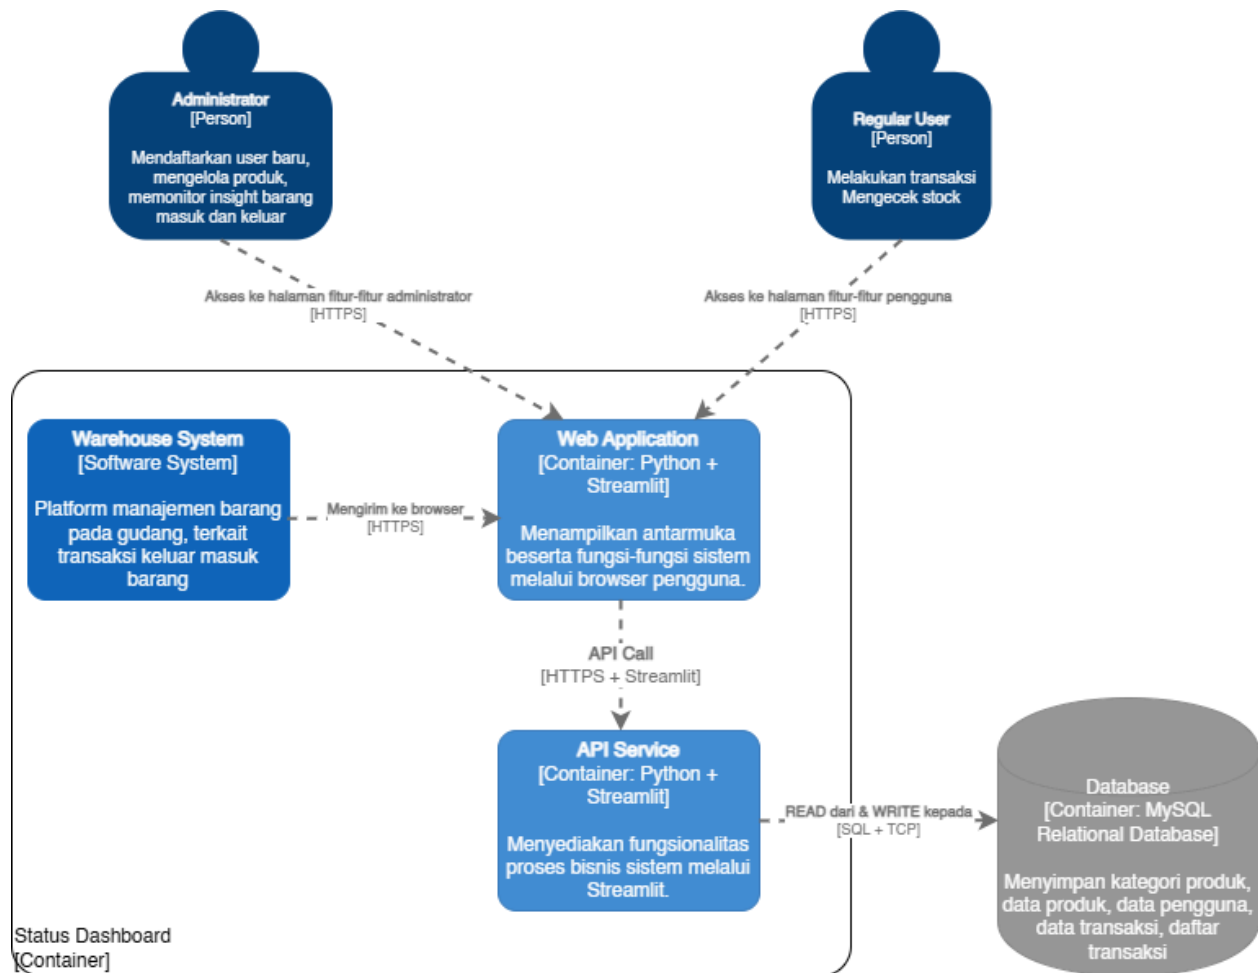 Administrator
[Person]
Mendaftarkan user baru,
mengelola produk,
memonitor insight barang
masuk dan keluar
Regular User
[Person]
Melakukan transaksi
Mengecek stock
Akses ke halaman fitur-fitur administrator
[HTTPS]
Akses ke halaman fitur-fitur pengguna
[HTTPS]
Warehouse System
[Software System]
Platform manajemen barang
pada gudang, terkait
transaksi keluar masuk
barang
Mengirim ke browser
[HTTPS]
Web Application
[Container: Python +
Streamlit]
Menampilkan antarmuka
beserta fungsi-fungsi sistem
melalui browser pengguna.
API Call
[HTTPS + Streamlit]
API Service
[Container: Python +
Streamlit]
Menyediakan fungsionalitas
proses bisnis sistem melalui
Streamlit.
READ dari & WRITE kepada
[SQL + TCP]
Database
[Container: MySQL
Relational Database]
Menyimpan kategori produk,
data produk, data pengguna,
data transaksi, daftar
transaksi
Status Dashboard
[Container]